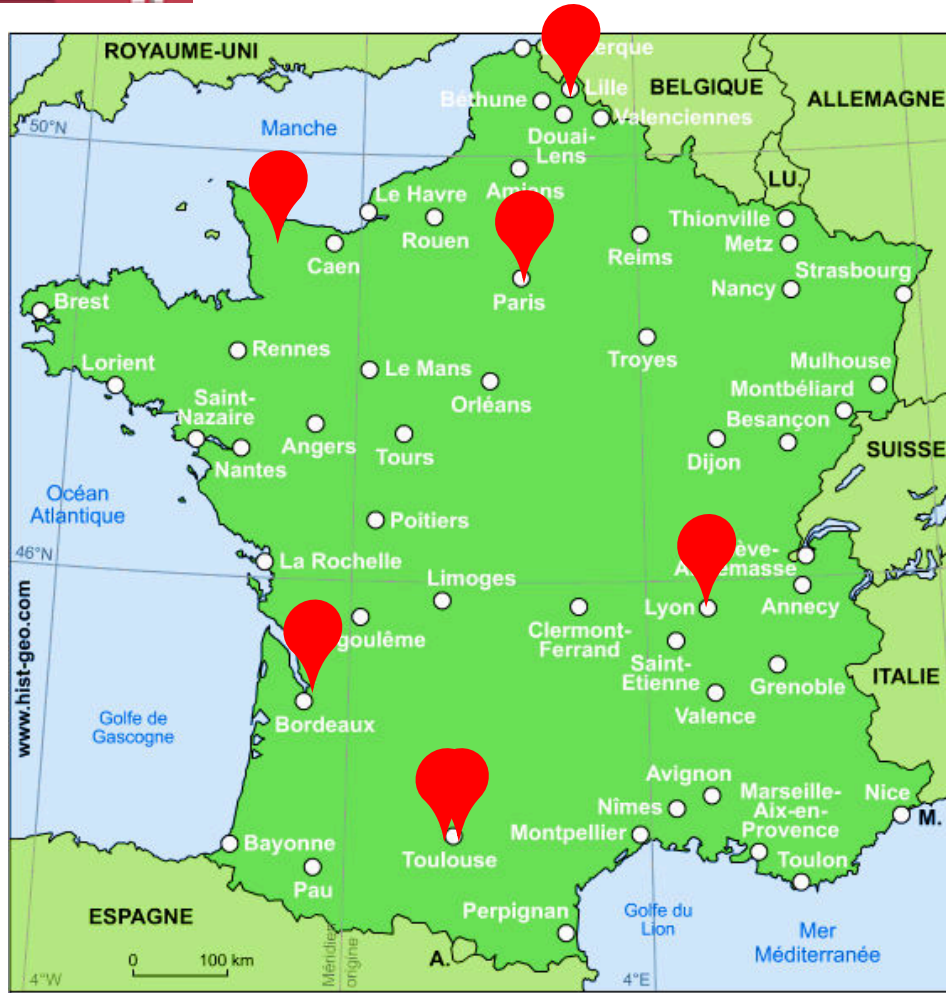 ROYAUME-UNI
BELGIQUE
ALLEMAGNE
Lille
Béthune
Valenciennes
50°N
Manche
Douai-
Lens
LU.
Amiens
Le Havre
Thionville
Rouen
Reims
Metz
Caen
Strasbourg
Nancy
Paris
Brest
Rennes
Troyes
Mulhouse
Lorient
Le Mans
Montbéliard
Saint-
Nazaire
Orléans
Besançon
Angers
Tours
Dijon
SUISSE
Nantes
Océan
Atlantique
Poitiers
46°N
La Rochelle
Limoges
Lyon
Annecy
Clermont-
Ferrand
www.hist-geo.com
Saint-
Etienne
Grenoble
ITALIE
Valence
Bordeaux
Golfe de
Gascogne
Avignon
Marseille-
Aix-en-
Provence
Nice
Nîmes
M.
Montpellier
Bayonne
Toulouse
Toulon
Pau
ESPAGNE
Perpignan
Golfe du
Lion
Mer
Méditerranée
A.
Méridien
origine
0
100 km
4°W
4°E